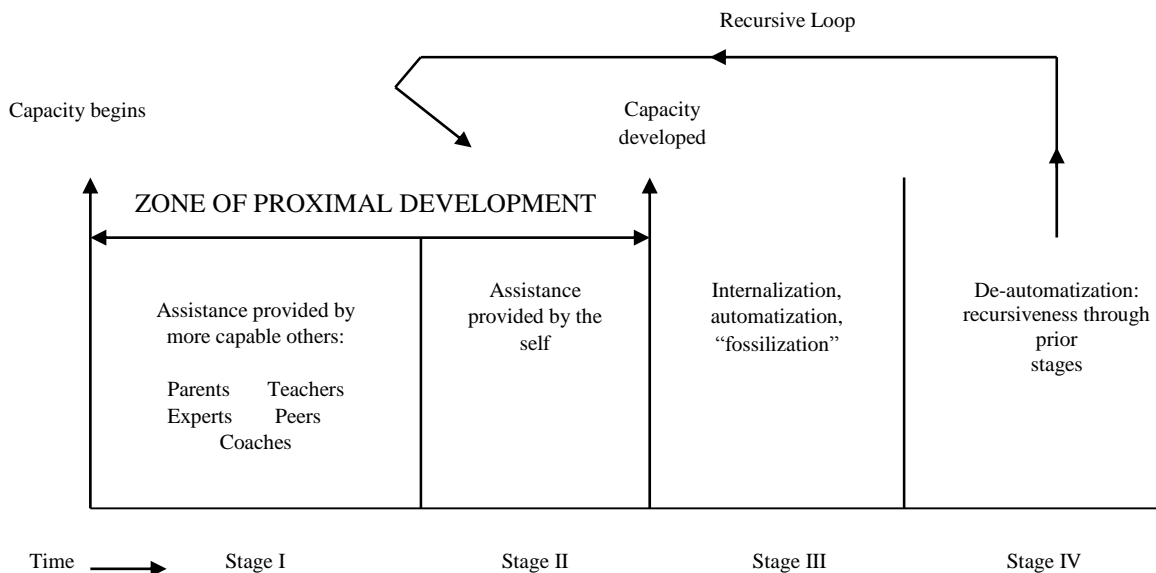 Recursive Loop
Capacity begins
Capacity
developed
ZONE OF PROXIMAL DEVELOPMENT
Assistance provided by
more capable others:
Parents Teachers
Experts Peers
Coaches
Assistance
provided by the
self
Internalization,
automatization,
“fossilization”
De-automatization:
recursiveness through
prior
stages
Time Stage I Stage II Stage III Stage IV